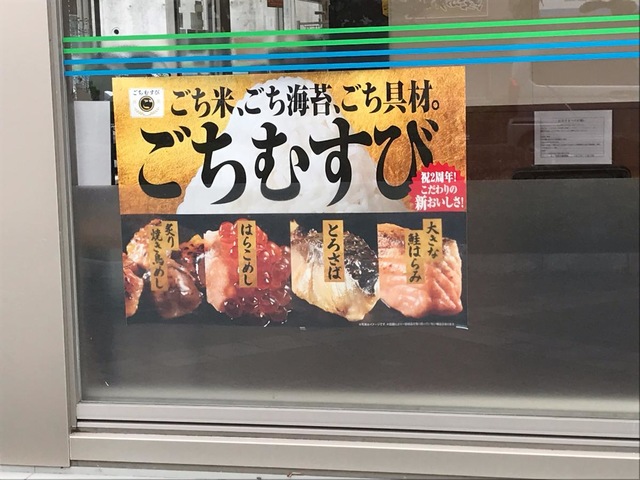 ごちむすび
ごち米、ごち海苔、ごち具材。
ごちむすび
祝2周年!
こだわりの
新おいしさ!
炙り
焼き鳥めし
はらこめし
とろさば
大きな
鮭はらみ